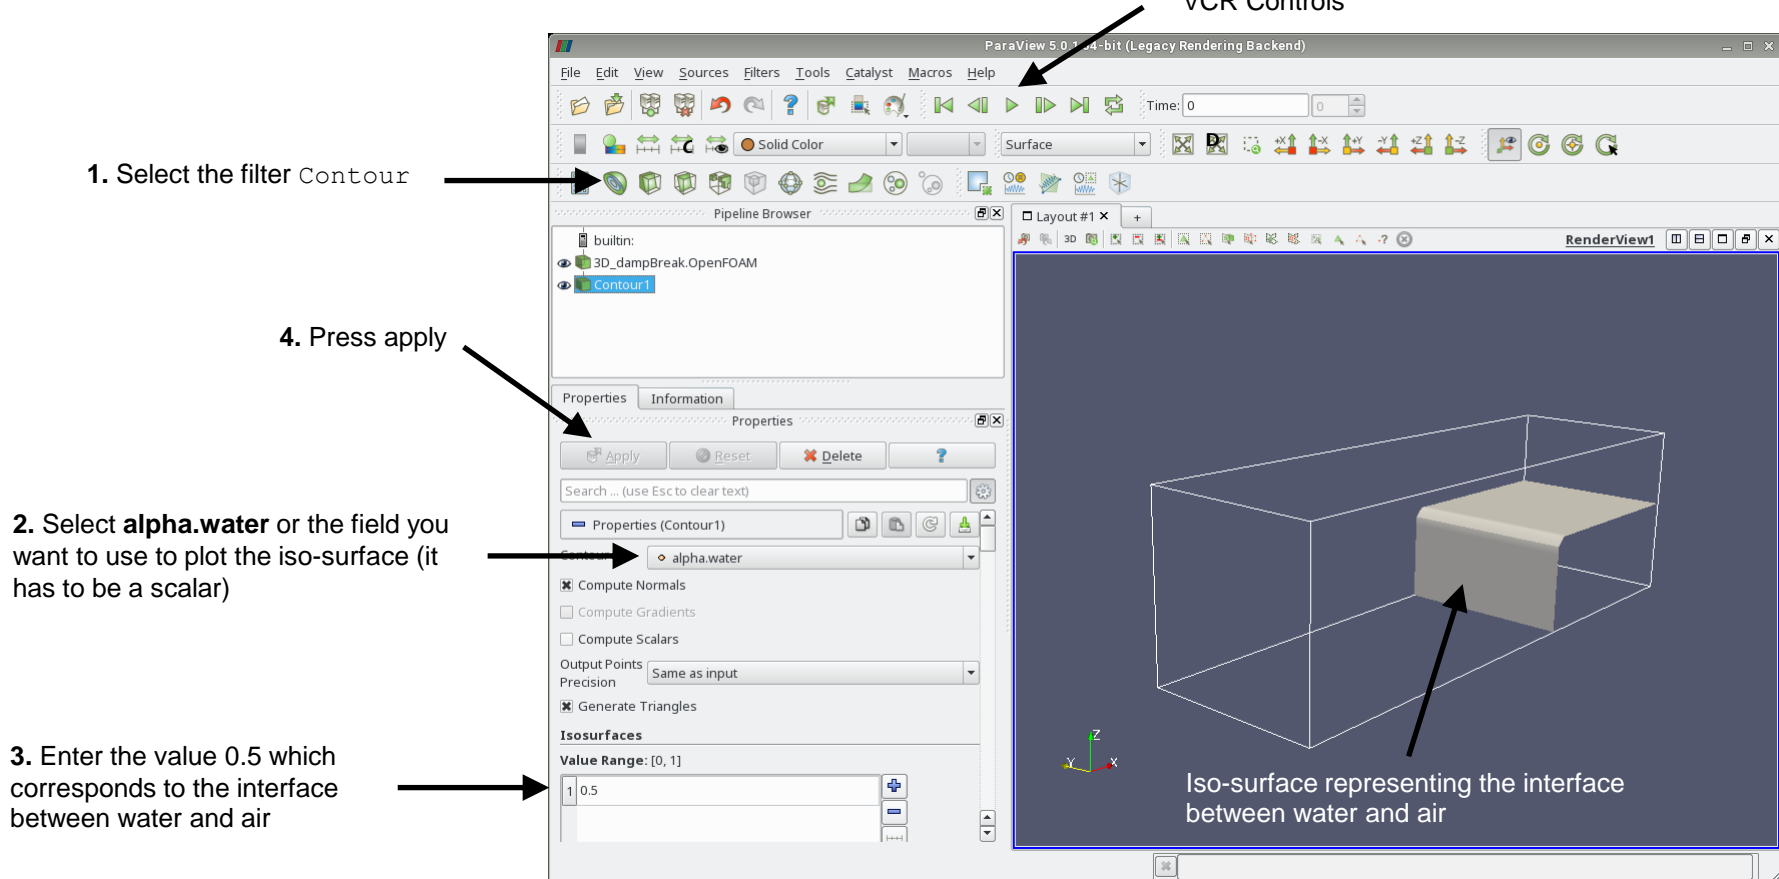 VCR Controls
ParaView 5.0.1 64-bit (Legacy Rendering Backend)
File Edit View Sources Filters Tools Catalyst Macros Help
Time: 0 0
Solid Color Surface
1. Select the filter Contour
Pipeline Browser
Layout #1
builtin:
3D
RenderView1
3D_dampBreak.OpenFOAM
Contour1
4. Press apply
Properties Information
Properties
Apply Reset Delete ?
Search ... (use Esc to clear text)
2. Select alpha.water or the field you
want to use to plot the iso-surface (it
has to be a scalar)
Properties (Contour1)
alpha.water
Compute Normals
Compute Gradients
Compute Scalars
Output Points
Precision
Same as input
Generate Triangles
Isosurfaces
Value Range: [0, 1]
1 0.5
3. Enter the value 0.5 which
corresponds to the interface
between water and air
Z
Y X
Iso-surface representing the interface
between water and air